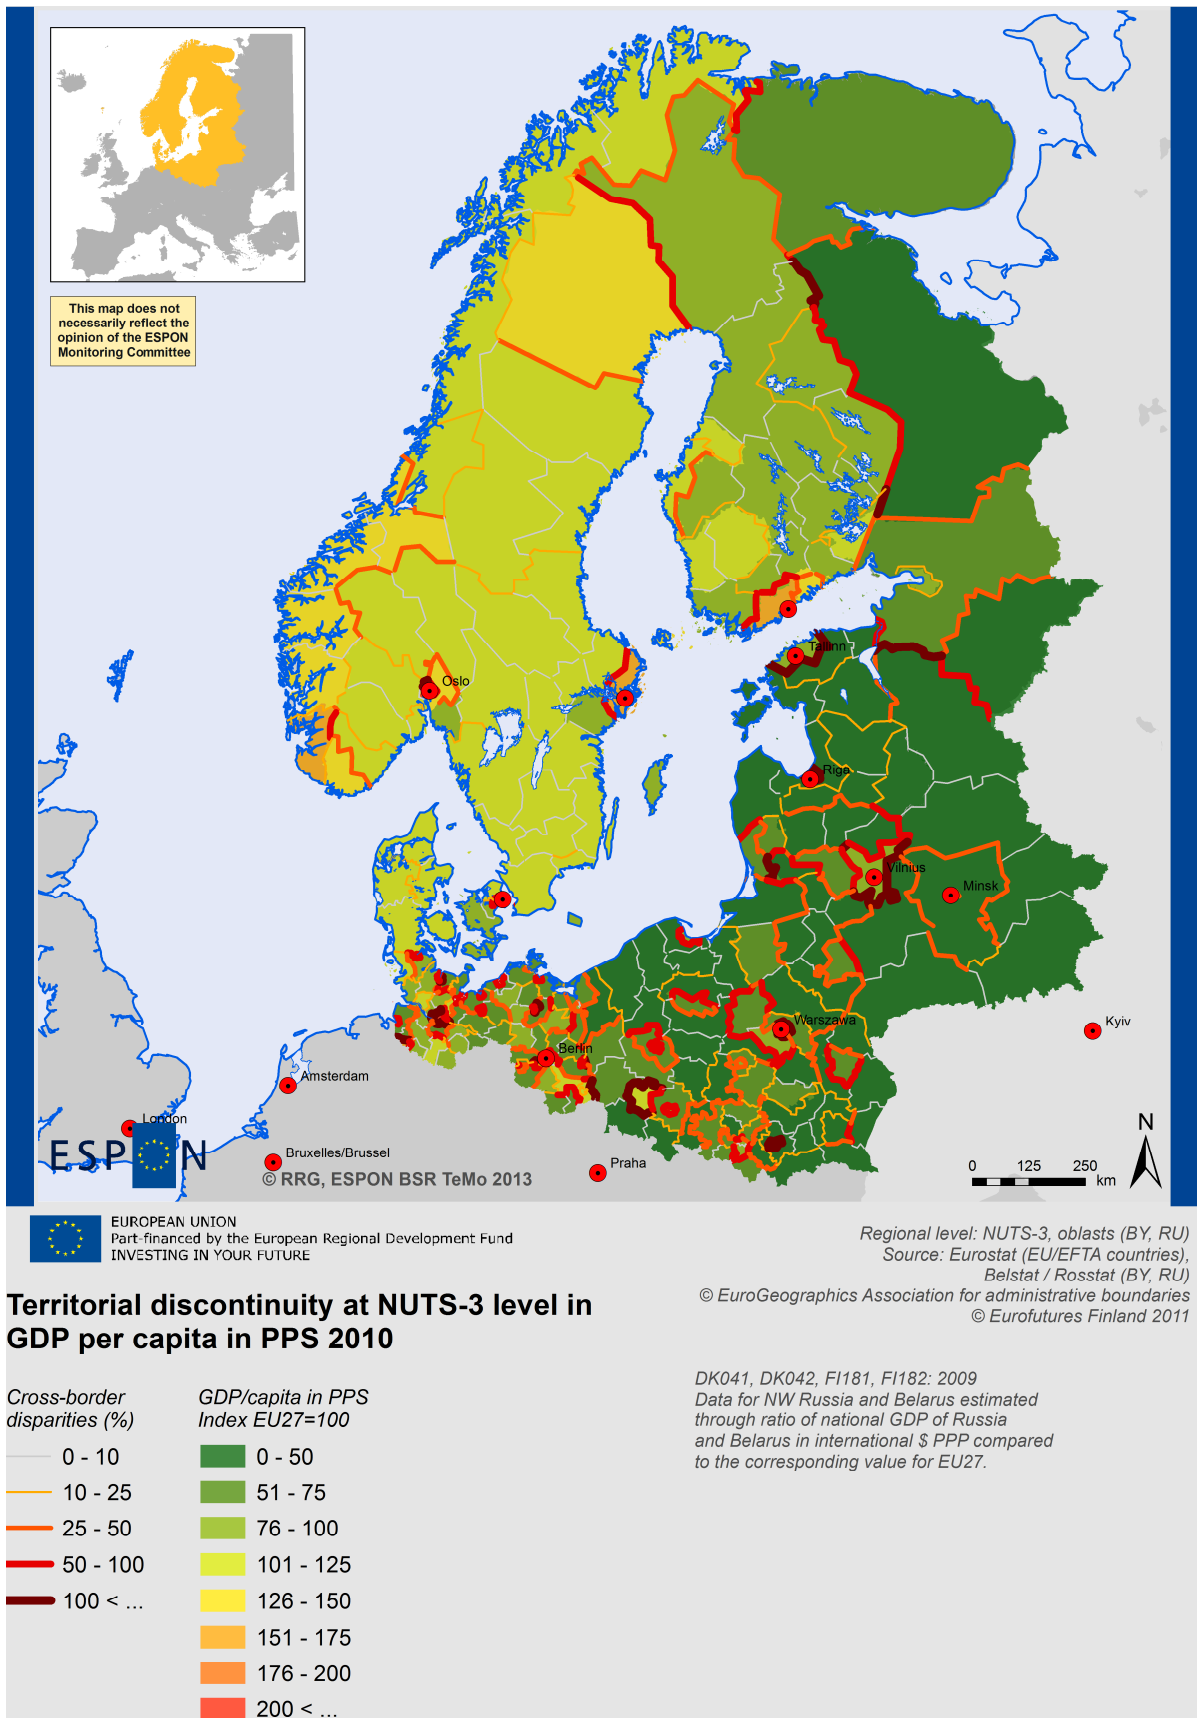 This map does not
necessarily reflect the
opinion of the ESPON
Monitoring Committee
Oslo
Tallinn
Riga
Vilnius
Minsk
Warszawa
Kyiv
Berlin
Amsterdam
London
Bruxelles/Brussel
Praha
ESPON
© RRG, ESPON BSR TeMo 2013
N
0 125 250
km
EUROPEAN UNION
Part-financed by the European Regional Development Fund
INVESTING IN YOUR FUTURE
Regional level: NUTS-3, oblasts (BY, RU)
Source: Eurostat (EU/EFTA countries),
Belstat / Rosstat (BY, RU)
© EuroGeographics Association for administrative boundaries
© Eurofutures Finland 2011
Territorial discontinuity at NUTS-3 level in
GDP per capita in PPS 2010
Cross-border
disparities (%)
0 - 10
10 - 25
25 - 50
50 - 100
100 < ...
GDP/capita in PPS
Index EU27=100
0 - 50
51 - 75
76 - 100
101 - 125
126 - 150
151 - 175
176 - 200
200 < ...
DK041, DK042, FI181, FI182: 2009
Data for NW Russia and Belarus estimated
through ratio of national GDP of Russia
and Belarus in international $ PPP compared
to the corresponding value for EU27.